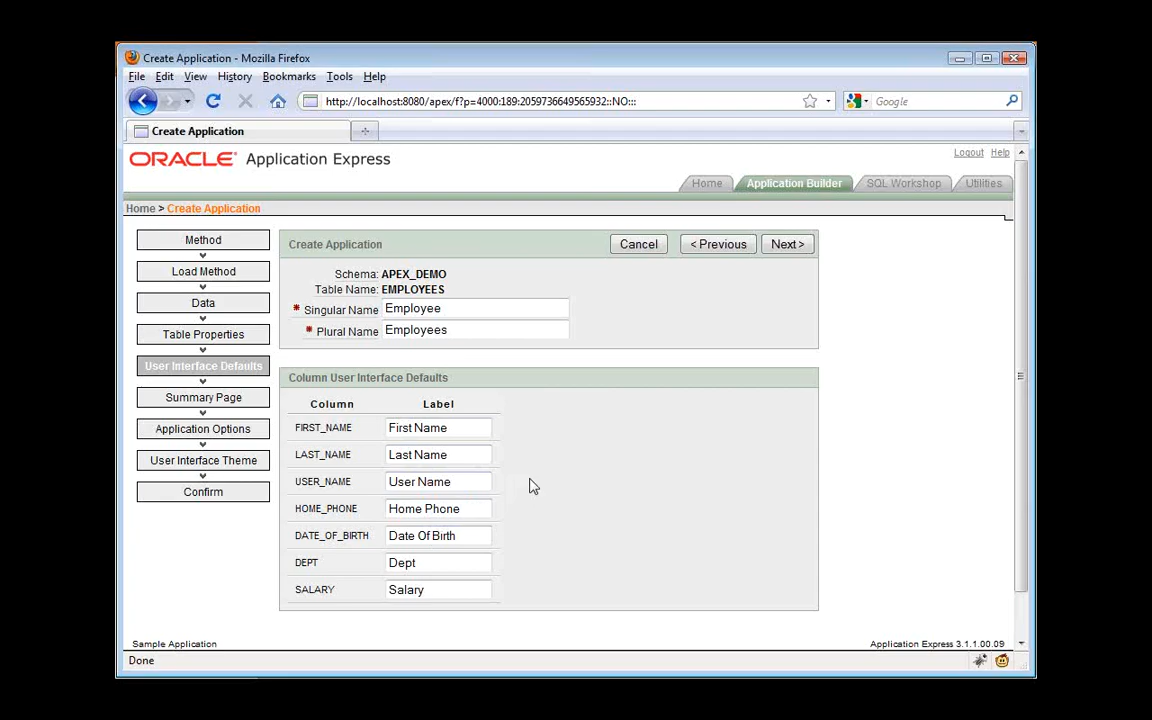 Create Application - Mozilla Firefox
File Edit View History Bookmarks Tools Help
http://localhost:8080/apex/f?p=4000:189:2059736649565932::NO:::
Google
Create Application
ORACLE Application Express
Logout Help
Home Application Builder SQL Workshop Utilities
Home > Create Application
Method
Load Method
Data
Table Properties
User Interface Defaults
Summary Page
Application Options
User Interface Theme
Confirm
Create Application Cancel < Previous Next >
Schema: APEX_DEMO
Table Name: EMPLOYEES
* Singular Name Employee
* Plural Name Employees
Column User Interface Defaults
Column Label
FIRST_NAME First Name
LAST_NAME Last Name
USER_NAME User Name
HOME_PHONE Home Phone
DATE_OF_BIRTH Date Of Birth
DEPT Dept
SALARY Salary
Sample Application Application Express 3.1.1.00.09
Done